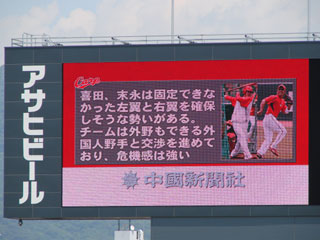 アサヒビール
Carp
喜田、末永は固定できな
かった左翼と右翼を確保
しそうな勢いがある。
チームは外野もできる外
国人野手と交渉を進めて
おり、危機感は強い
中國新聞社